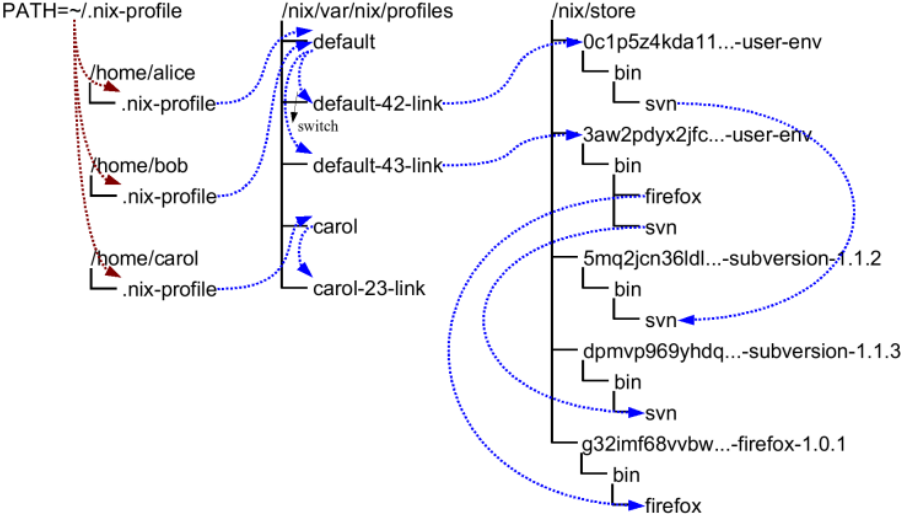 PATH=~/.nix-profile
/home/alice
.nix-profile
/home/bob
.nix-profile
/home/carol
.nix-profile
/nix/var/nix/profiles
default
default-42-link
switch
default-43-link
carol
carol-23-link
/nix/store
0c1p5z4kda11...-user-env
bin
svn
3aw2pdyx2jfc...-user-env
bin
firefox
svn
5mq2jcn36ldl...-subversion-1.1.2
bin
svn
dpmvp969yhdq...-subversion-1.1.3
bin
svn
g32imf68vvbw...-firefox-1.0.1
bin
firefox